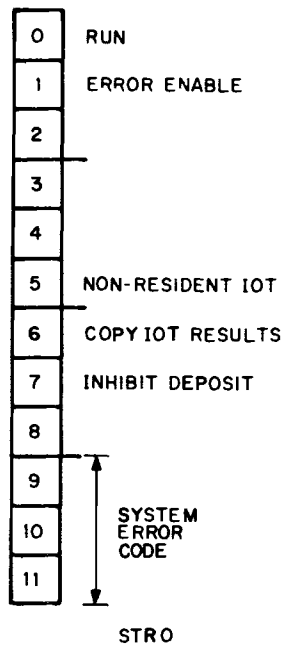 0 RUN
1 ERROR ENABLE
2
3
4
5 NON-RESIDENT IOT
6 COPY IOT RESULTS
7 INHIBIT DEPOSIT
8
9
10
11
SYSTEM
ERROR
CODE
STRO